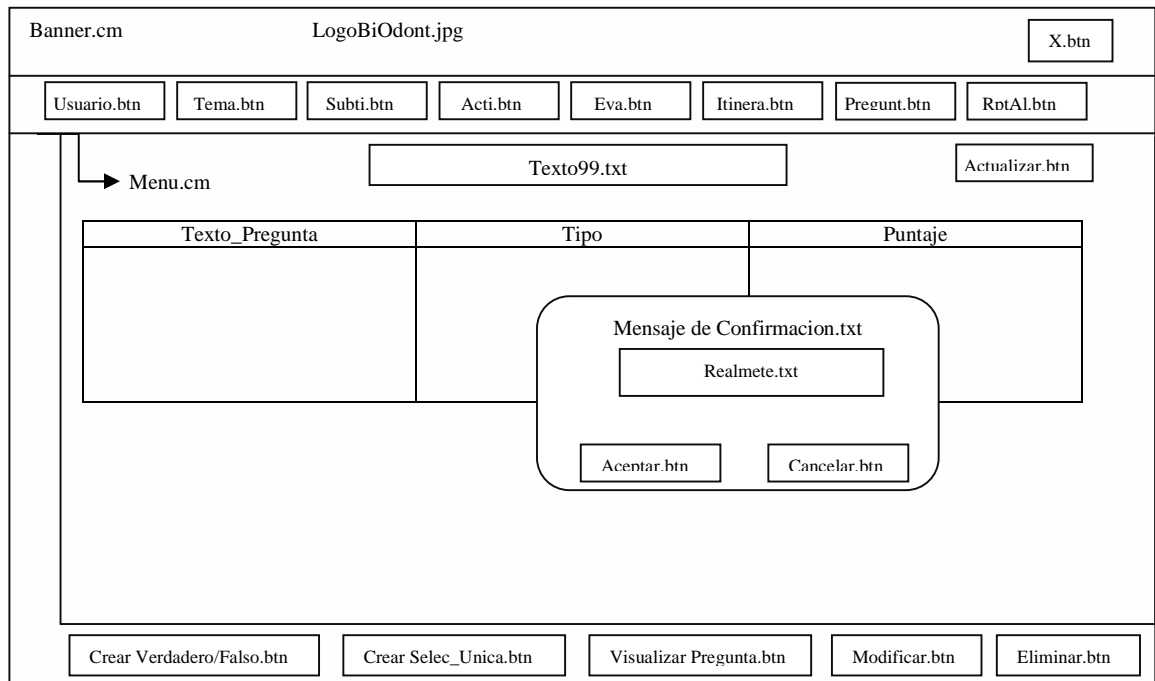 Banner.cm LogoBiOdont.jpg X.btn
Usuario.btn Tema.btn Subti.btn Acti.btn Eva.btn Itinera.btn Pregunt.btn RptAl.btn
Texto99.txt Actualizar.btn
Menu.cm
Texto_Pregunta Tipo Puntaje
Mensaje de Confirmacion.txt
Realmete.txt
Aceptar.btn Cancelar.btn
Crear Verdadero/Falso.btn Crear Selec_Unica.btn Visualizar Pregunta.btn Modificar.btn Eliminar.btn